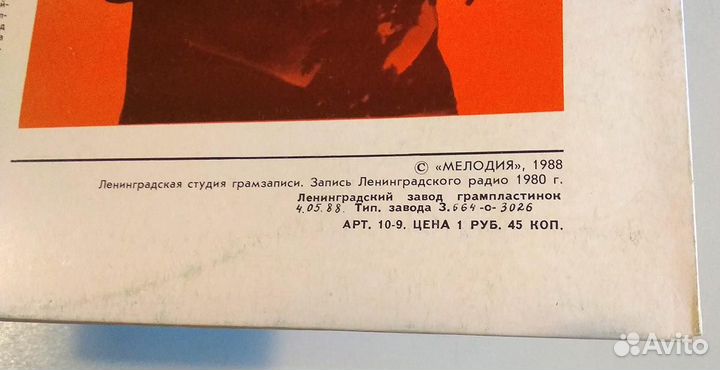 © «МЕЛОДИЯ», 1988
Ленинградская студия грамзаписи. Запись Ленинградского радио 1980 г.
Ленинградский завод грампластинок
4.05.88. Тип. завода З.664-0-3026
АРТ. 10-9. ЦЕНА 1 РУБ. 45 КОП.
Avito